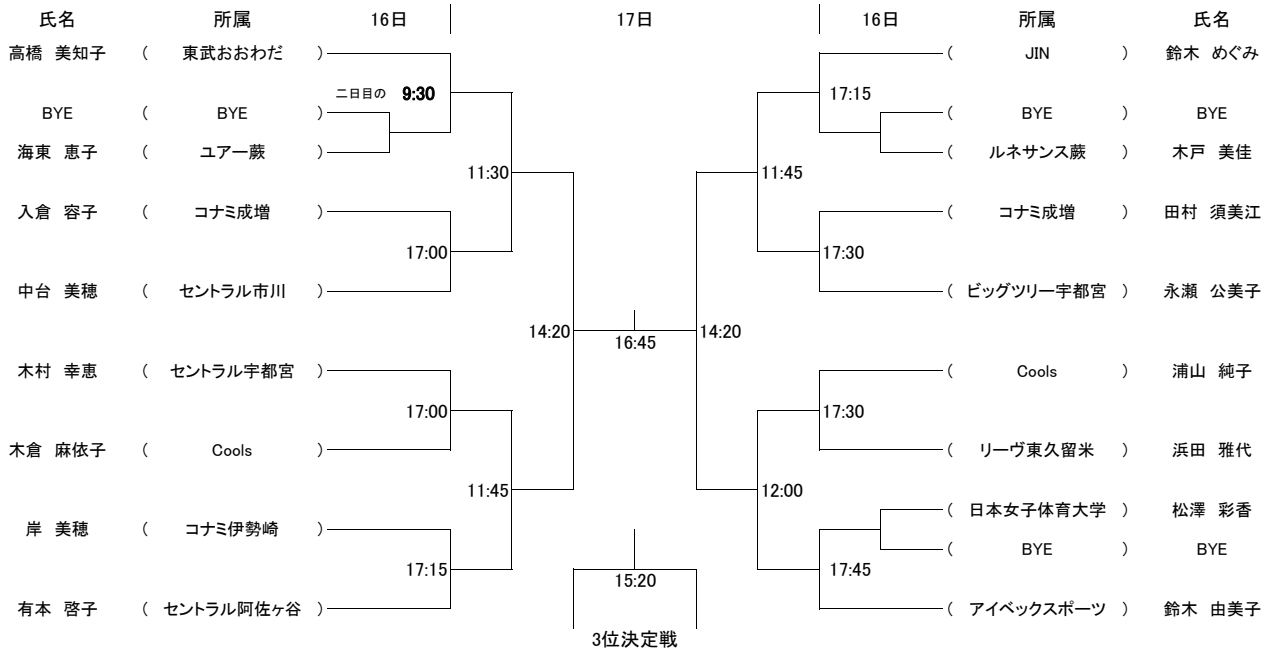 氏名 所属 16日 17日 16日 所属 氏名
高橋 美知子 ( 東武おおわだ ) ( JIN ) 鈴木 めぐみ
二日目の 9:30 17:15
BYE ( BYE ) ( BYE ) BYE
海東 恵子 ( ユアー蕨 ) ( ルネサンス蕨 ) 木戸 美佳
11:30 11:45
入倉 容子 ( コナミ成増 ) ( コナミ成増 ) 田村 須美江
17:00 17:30
中台 美穂 ( セントラル市川 ) ( ビッグツリー宇都宮 ) 永瀬 公美子
14:20 16:45 14:20
木村 幸恵 ( セントラル宇都宮 ) ( Cools ) 浦山 純子
17:00 17:30
木倉 麻依子 ( Cools ) ( リーヴ東久留米 ) 浜田 雅代
11:45 12:00
( 日本女子体育大学 ) 松澤 彩香
岸 美穂 ( コナミ伊勢崎 )
( BYE ) BYE
17:15 15:20 17:45
有本 啓子 ( セントラル阿佐ヶ谷 ) ( アイベックスポーツ ) 鈴木 由美子
3位決定戦